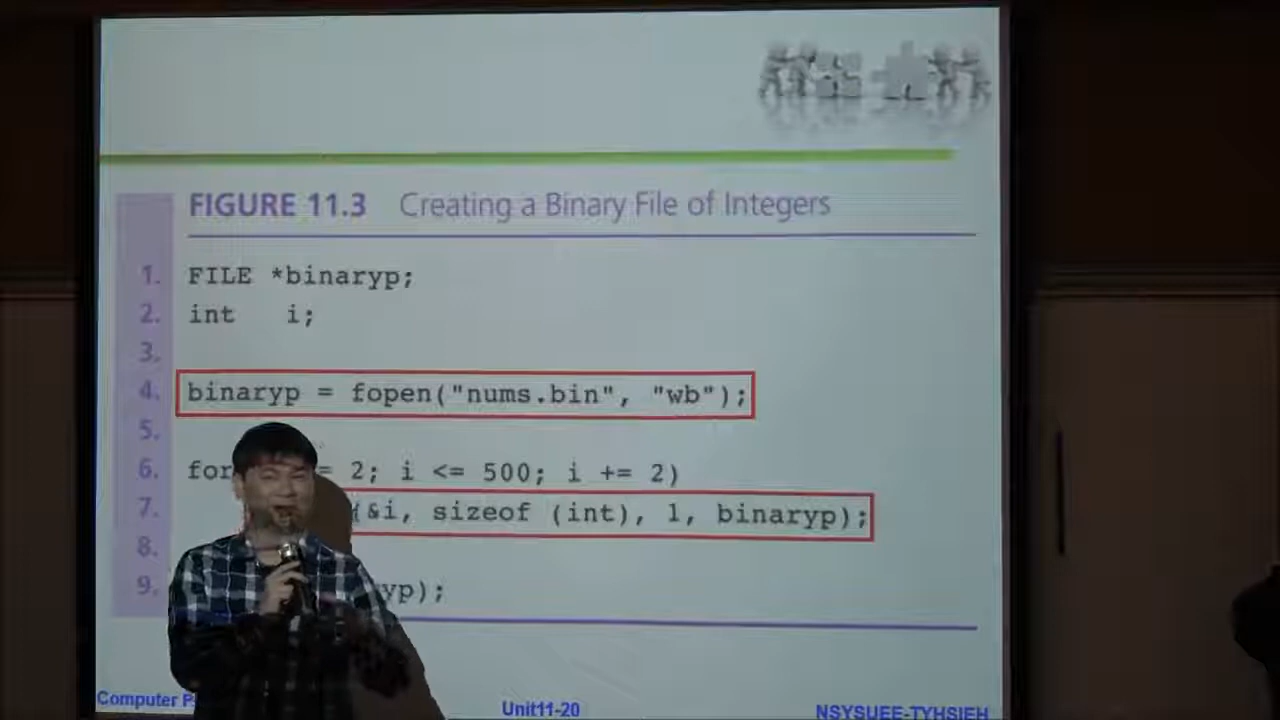 FIGURE 11.3 Creating a Binary File of Integers
1. FILE *binaryp;
2. int i;
3.
4. binaryp = fopen("nums.bin", "wb");
5.
6. for = 2; i <= 500; i += 2)
7. (&i, sizeof (int), 1, binaryp);
8.
9. yp);
Computer
Unit11-20
NSYSUEE-TYHSIEH